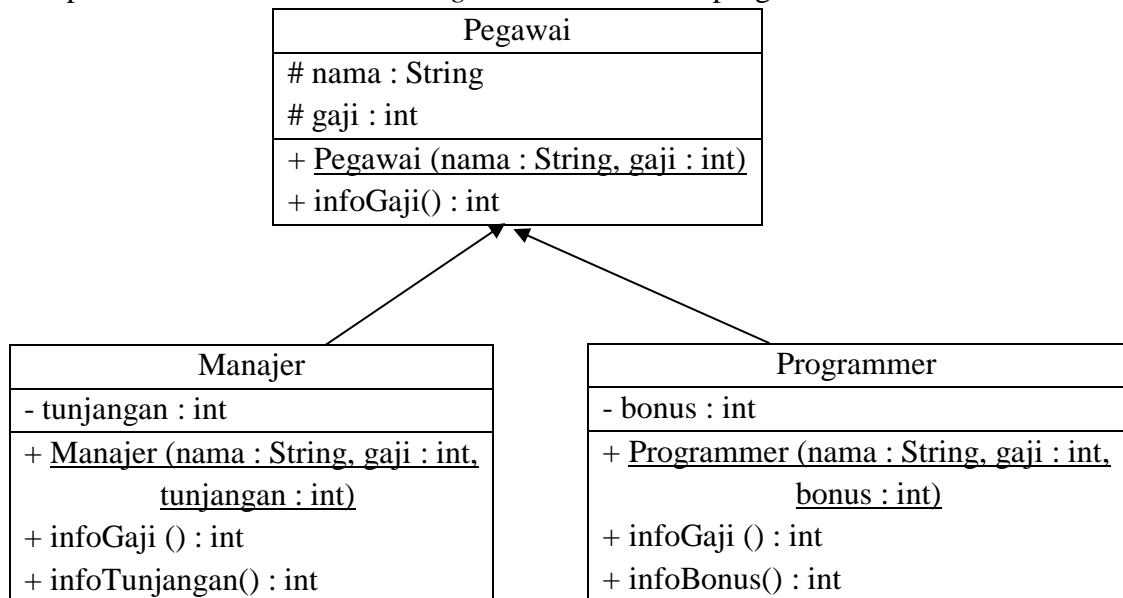 Pegawai
# nama : String
# gaji : int
+ Pegawai (nama : String, gaji : int)
+ infoGaji() : int
Manajer
- tunjangan : int
+ Manajer (nama : String, gaji : int,
tunjangan : int)
+ infoGaji () : int
+ infoTunjangan() : int
Programmer
- bonus : int
+ Programmer (nama : String, gaji : int,
bonus : int)
+ infoGaji () : int
+ infoBonus() : int